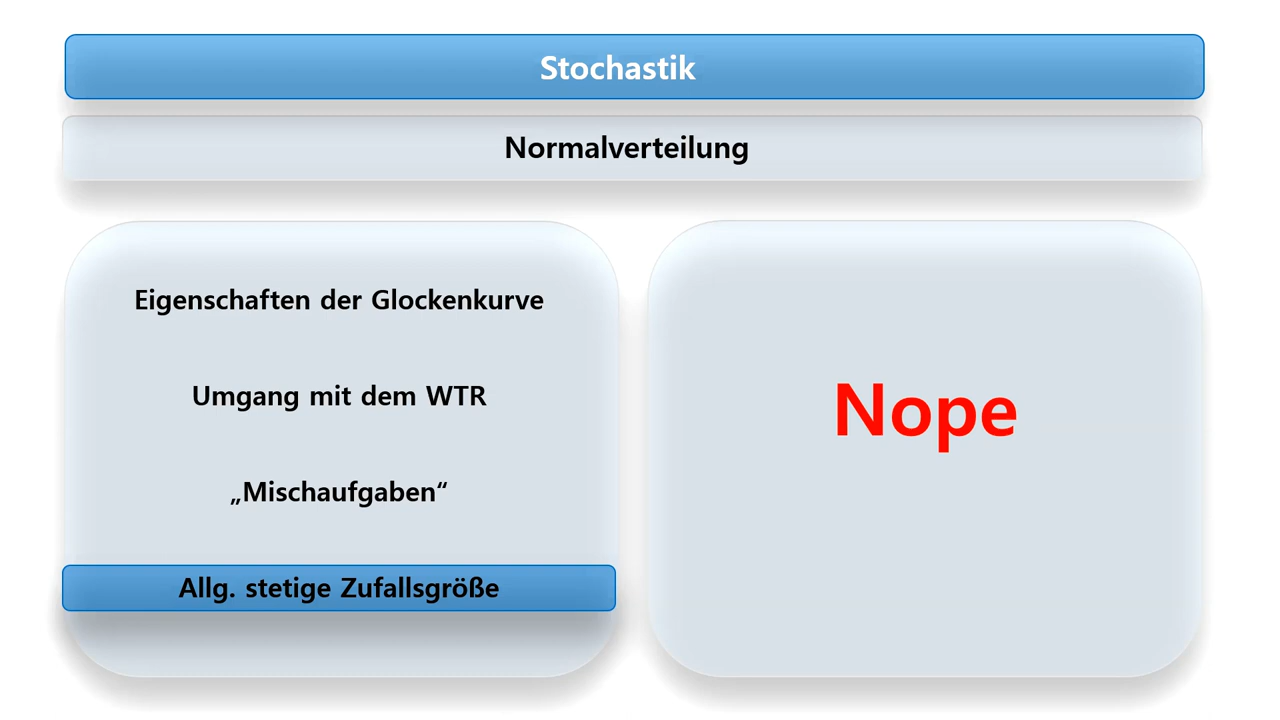 Stochastik
Normalverteilung
Eigenschaften der Glockenkurve
Umgang mit dem WTR
„Mischaufgaben“
Allg. stetige Zufallsgröße
Nope